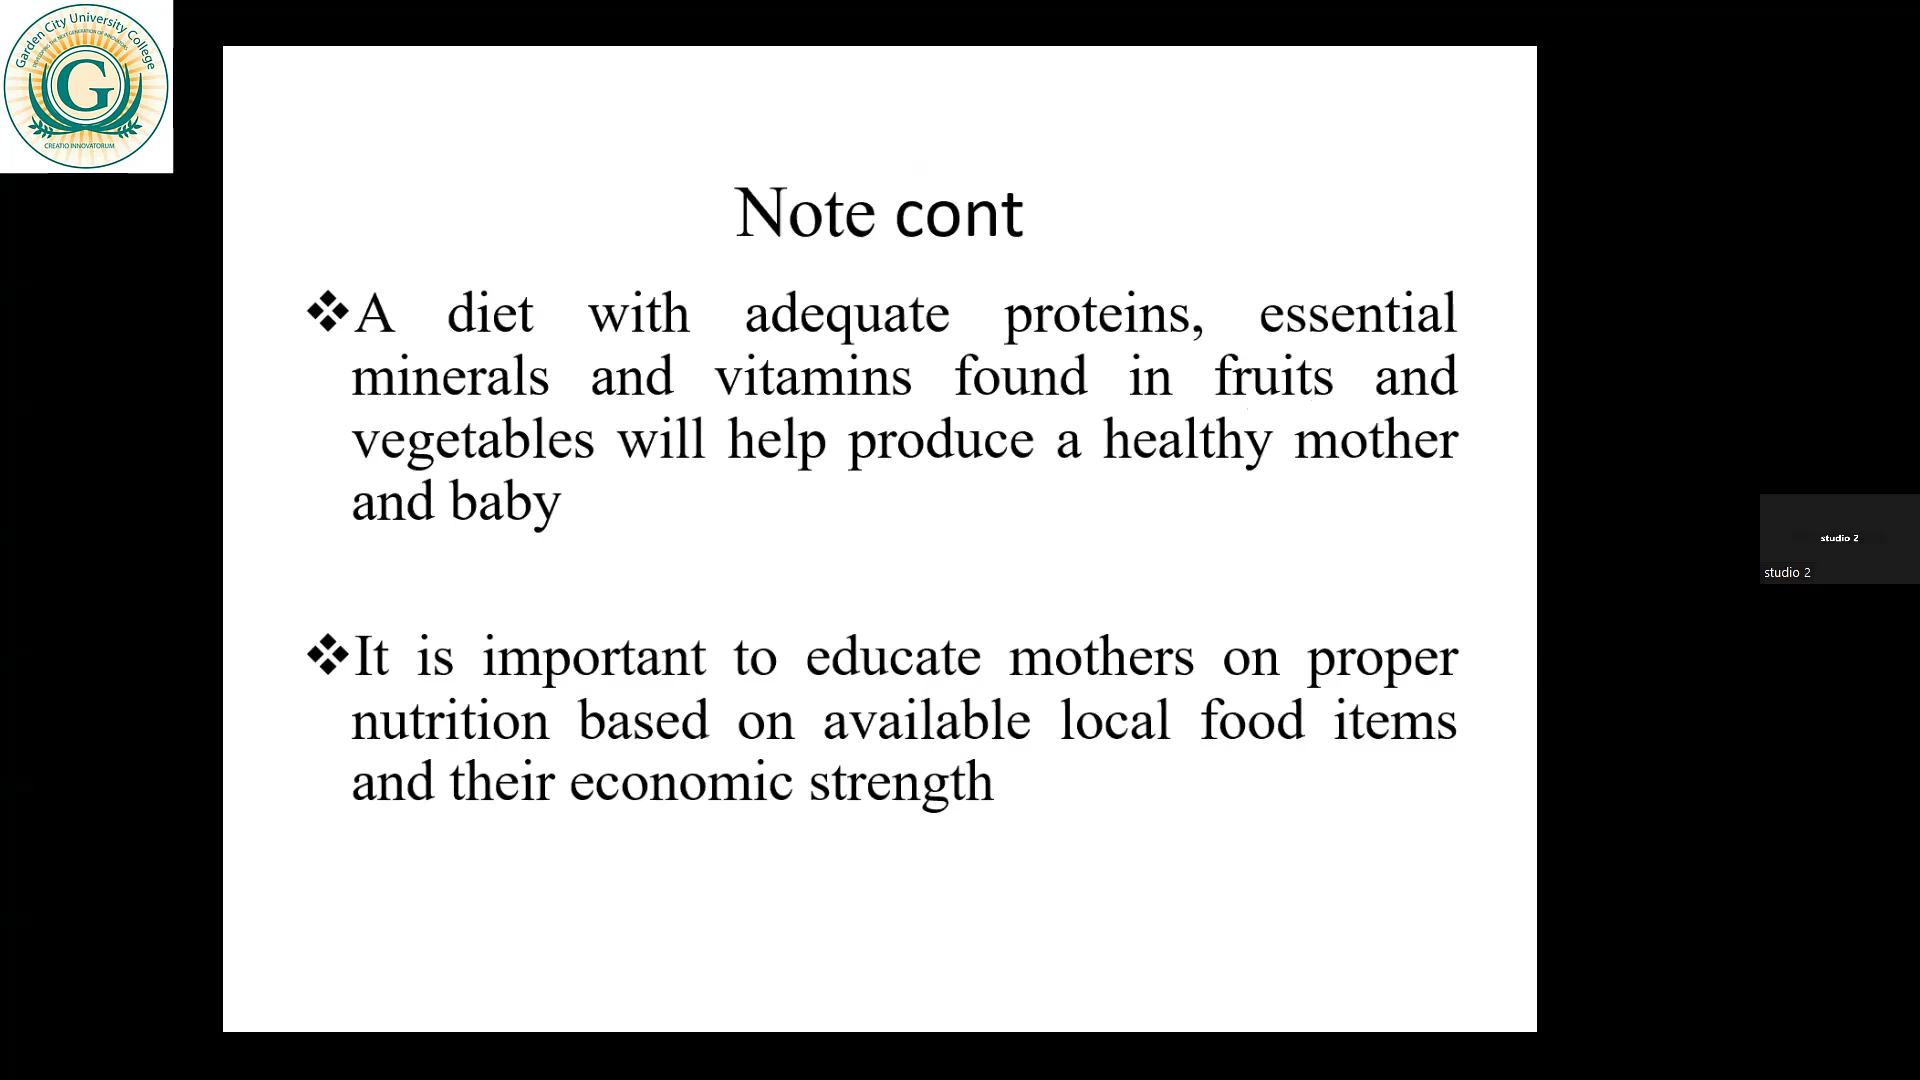 Garden City University College
G
CREATIO INNOVATORUM
Note cont
❖A diet with adequate proteins, essential
minerals and vitamins found in fruits and
vegetables will help produce a healthy mother
and baby
❖It is important to educate mothers on proper
nutrition based on available local food items
and their economic strength
studio 2
studio 2